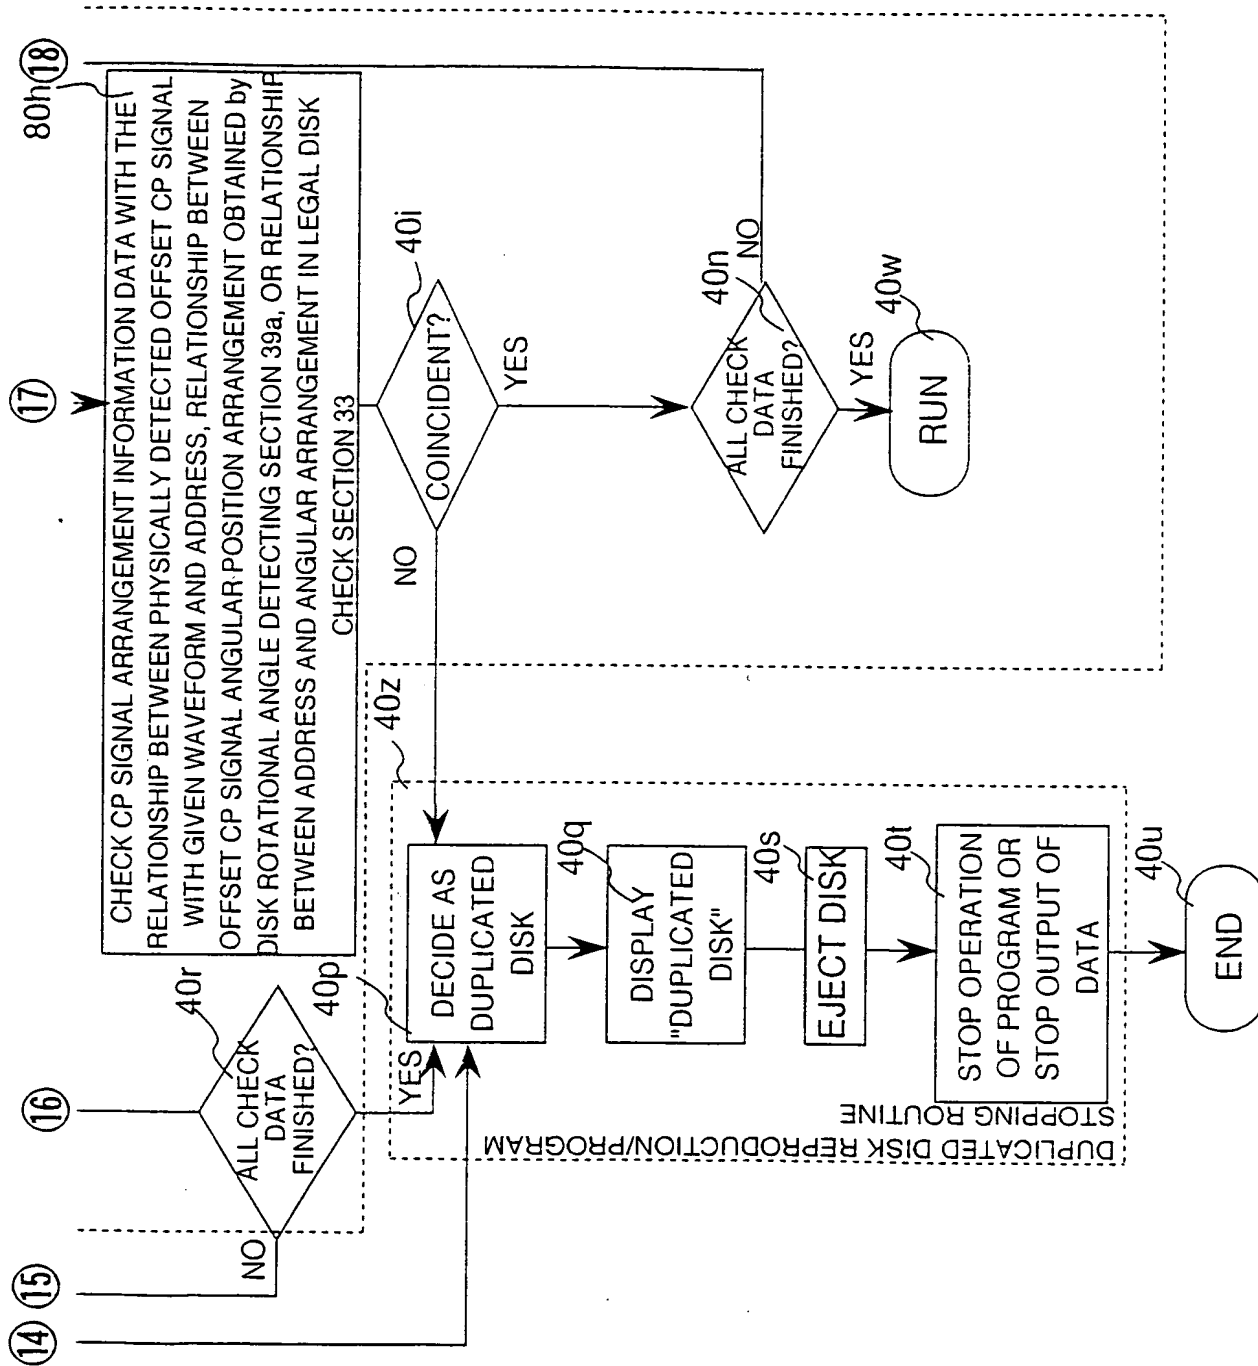 14
15
16
17
18
80h
CHECK CP SIGNAL ARRANGEMENT INFORMATION DATA WITH THE
RELATIONSHIP BETWEEN PHYSICALLY DETECTED OFFSET CP SIGNAL
WITH GIVEN WAVEFORM AND ADDRESS, RELATIONSHIP BETWEEN
OFFSET CP SIGNAL ANGULAR POSITION ARRANGEMENT OBTAINED by
DISK ROTATIONAL ANGLE DETECTING SECTION 39a, OR RELATIONSHIP
BETWEEN ADDRESS AND ANGULAR ARRANGEMENT IN LEGAL DISK
CHECK SECTION 33
40r
ALL CHECK
DATA
FINISHED?
NO
YES
40i
COINCIDENT?
NO
YES
40z
40p
DECIDE AS
DUPLICATED
DISK
40q
DISPLAY
"DUPLICATED
DISK"
40s
EJECT DISK
40t
STOP OPERATION
OF PROGRAM OR
STOP OUTPUT OF
DATA
40u
END
DUPLICATED DISK REPRODUCTION/PROGRAM
STOPPING ROUTINE
40n
ALL CHECK
DATA
FINISHED?
NO
YES
40w
RUN